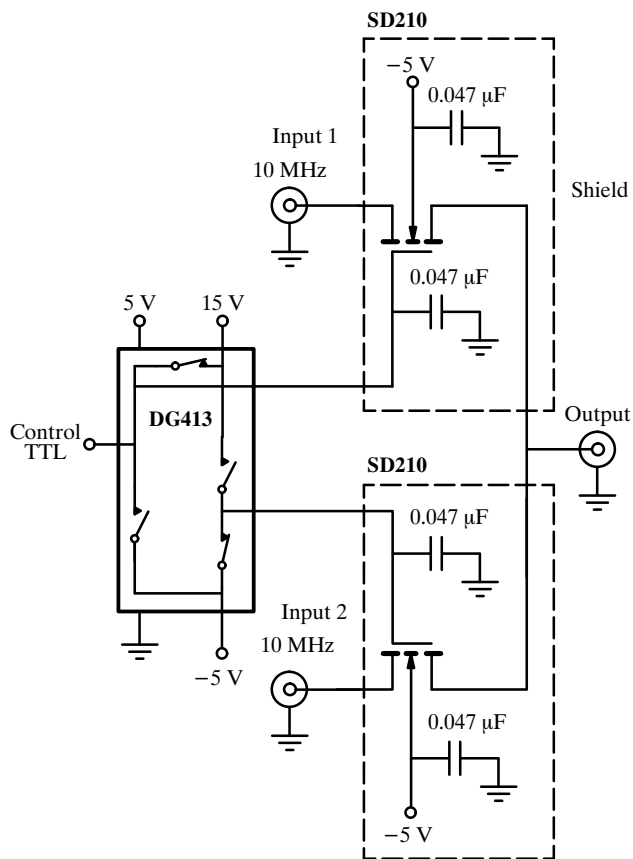 SD210
−5 V
0.047 µF
Input 1
10 MHz
Shield
0.047 µF
5 V
15 V
DG413
Control
TTL
Output
SD210
0.047 µF
Input 2
10 MHz
−5 V
0.047 µF
−5 V